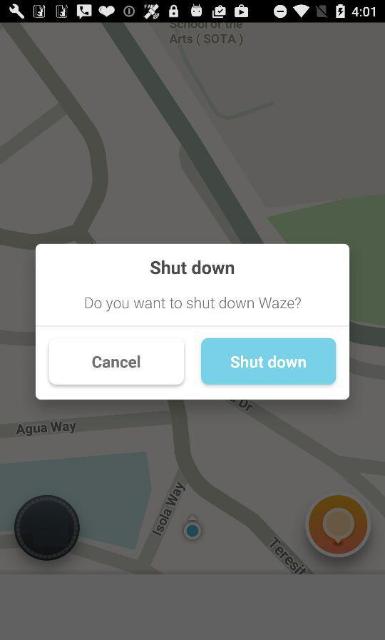 4:01
School of the
Arts ( SOTA )
Shut down
Do you want to shut down Waze?
Cancel
Shut down
Dr
Agua Way
Isola Way
Teresit